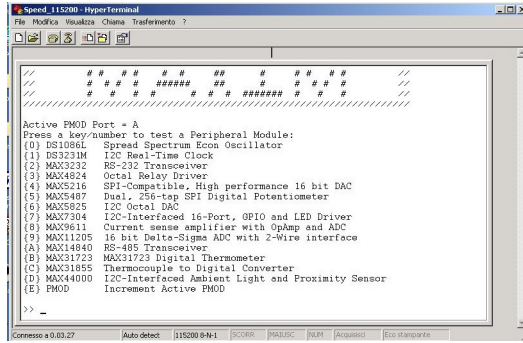 Speed_115200 - HyperTerminal
File Modifica Visualizza Chiama Trasferimento ?
Active PMOD Port = A
Press a key/number to test a Peripheral Module:
{0} DS1086L Spread Spectrum Econ Oscillator
{1} DS3231M I2C Real-Time Clock
{2} MAX3232 RS-232 Transceiver
{3} MAX4824 Octal Relay Driver
{4} MAX5216 SPI-Compatible, High performance 16 bit DAC
{5} MAX5487 Dual, 256-tap SPI Digital Potentiometer
{6} MAX5825 I2C Octal DAC
{7} MAX7304 I2C-Interfaced 16-Port, GPIO and LED Driver
{8} MAX9611 Current sense amplifier with OpAmp and ADC
{9} MAX11205 16 bit Delta-Sigma ADC with 2-Wire interface
{A} MAX14840 RS-485 Transceiver
{B} MAX31723 MAX31723 Digital Thermometer
{C} MAX31855 Thermocouple to Digital Converter
{D} MAX44000 I2C-Interfaced Ambient Light and Proximity Sensor
{E} PMOD Increment Active PMOD
>> _
Connesso a 0.03.27 Auto detect 115200 8-N-1 SCORR MAIUSC NUM Acquisisci Eco stampante